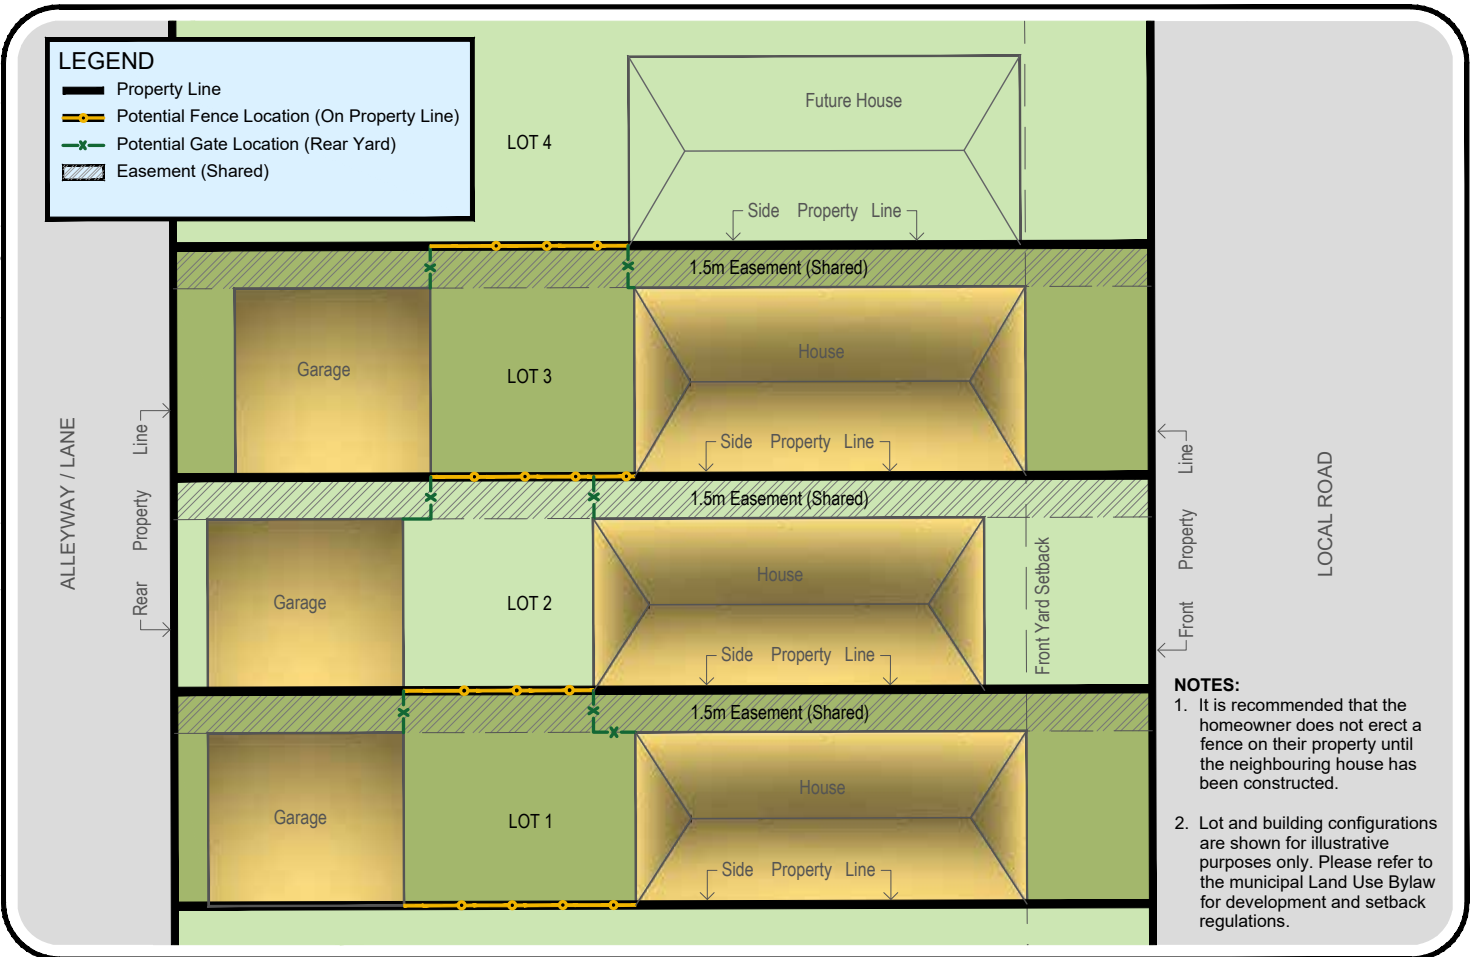 LEGEND
Property Line
Potential Fence Location (On Property Line)
Potential Gate Location (Rear Yard)
Easement (Shared)
Future House
LOT 4
Side Property Line
1.5m Easement (Shared)
Garage
LOT 3
House
Side Property Line
1.5m Easement (Shared)
Garage
LOT 2
House
Side Property Line
1.5m Easement (Shared)
Garage
LOT 1
House
Side Property Line
ALLEYWAY / LANE
Rear Property Line
Front Yard Setback
Front Property Line
LOCAL ROAD
NOTES:
1. It is recommended that the
homeowner does not erect a
fence on their property until
the neighbouring house has
been constructed.
2. Lot and building configurations
are shown for illustrative
purposes only. Please refer to
the municipal Land Use Bylaw
for development and setback
regulations.